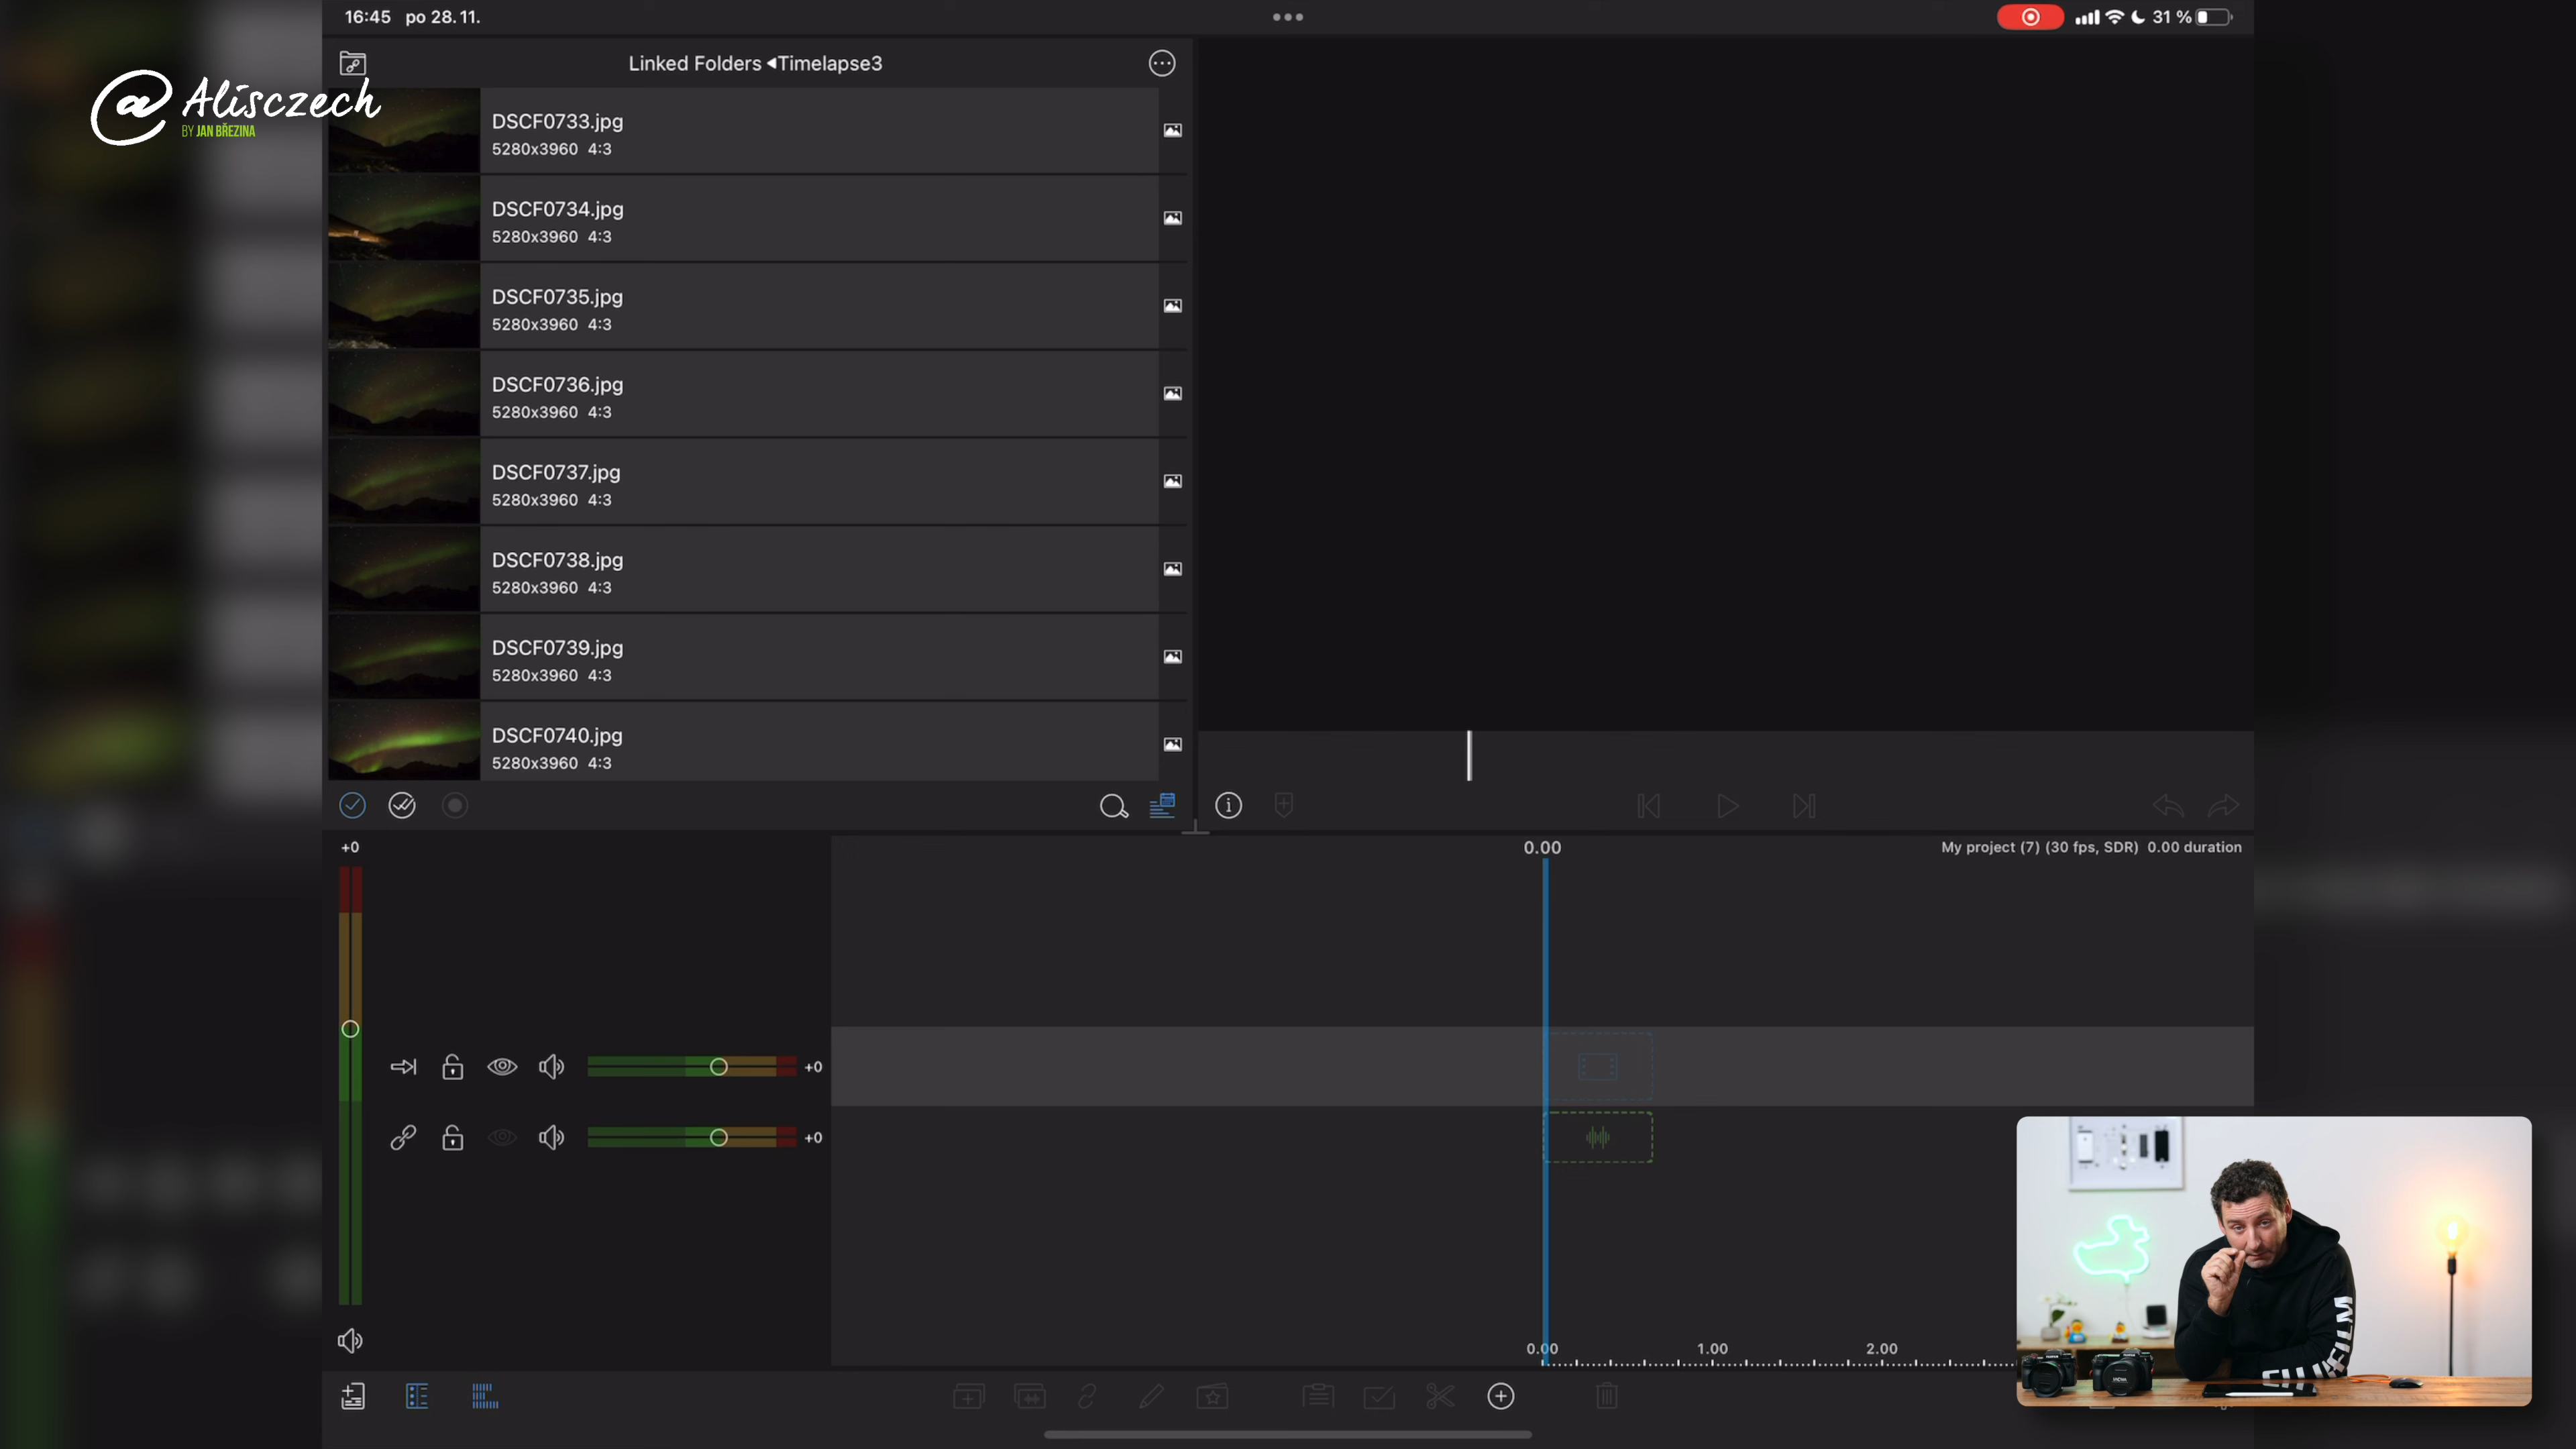 16:45 po 28. 11.
31 %
Linked Folders ◀Timelapse3
@Alisczech
BY JAN BŘEZINA
DSCF0733.jpg
5280x3960 4:3
DSCF0734.jpg
5280x3960 4:3
DSCF0735.jpg
5280x3960 4:3
DSCF0736.jpg
5280x3960 4:3
DSCF0737.jpg
5280x3960 4:3
DSCF0738.jpg
5280x3960 4:3
DSCF0739.jpg
5280x3960 4:3
DSCF0740.jpg
5280x3960 4:3
+0
0.00
My project (7) (30 fps, SDR) 0.00 duration
+0
+0
0.00 1.00 2.00